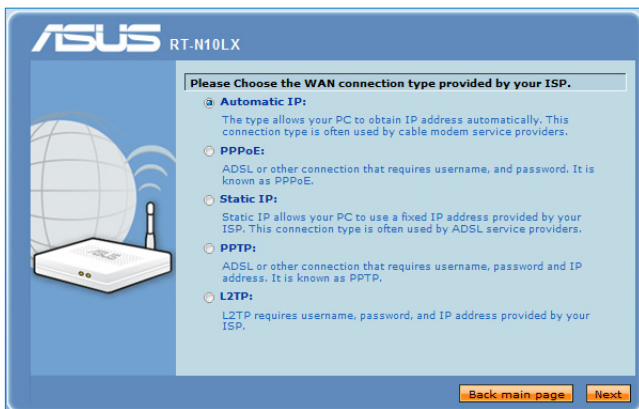 ASUS RT-N10LX
Please Choose the WAN connection type provided by your ISP.
Automatic IP:
The type allows your PC to obtain IP address automatically. This
connection type is often used by cable modem service providers.
PPPoE:
ADSL or other connection that requires username, and password. It is
known as PPPoE.
Static IP:
Static IP allows your PC to use a fixed IP address provided by your
ISP. This connection type is often used by ADSL service providers.
PPTP:
ADSL or other connection that requires username, password and IP
address. It is known as PPTP.
L2TP:
L2TP requires username, password, and IP address provided by your
ISP.
ASUS
Back main page Next